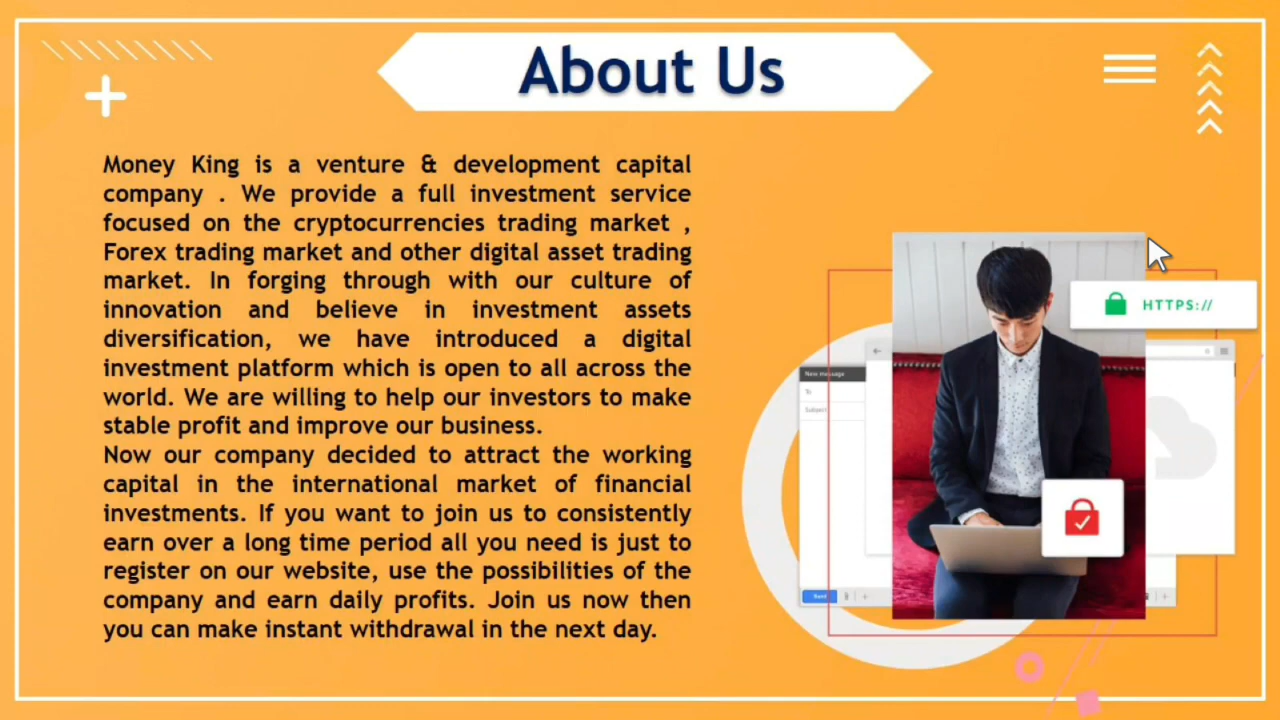 About Us
Money King is a venture & development capital
company . We provide a full investment service
focused on the cryptocurrencies trading market ,
Forex trading market and other digital asset trading
market. In forging through with our culture of
innovation and believe in investment assets
diversification, we have introduced a digital
investment platform which is open to all across the
world. We are willing to help our investors to make
stable profit and improve our business.
Now our company decided to attract the working
capital in the international market of financial
investments. If you want to join us to consistently
earn over a long time period all you need is just to
register on our website, use the possibilities of the
company and earn daily profits. Join us now then
you can make instant withdrawal in the next day.
HTTPS://
New message
To
Subject
Send